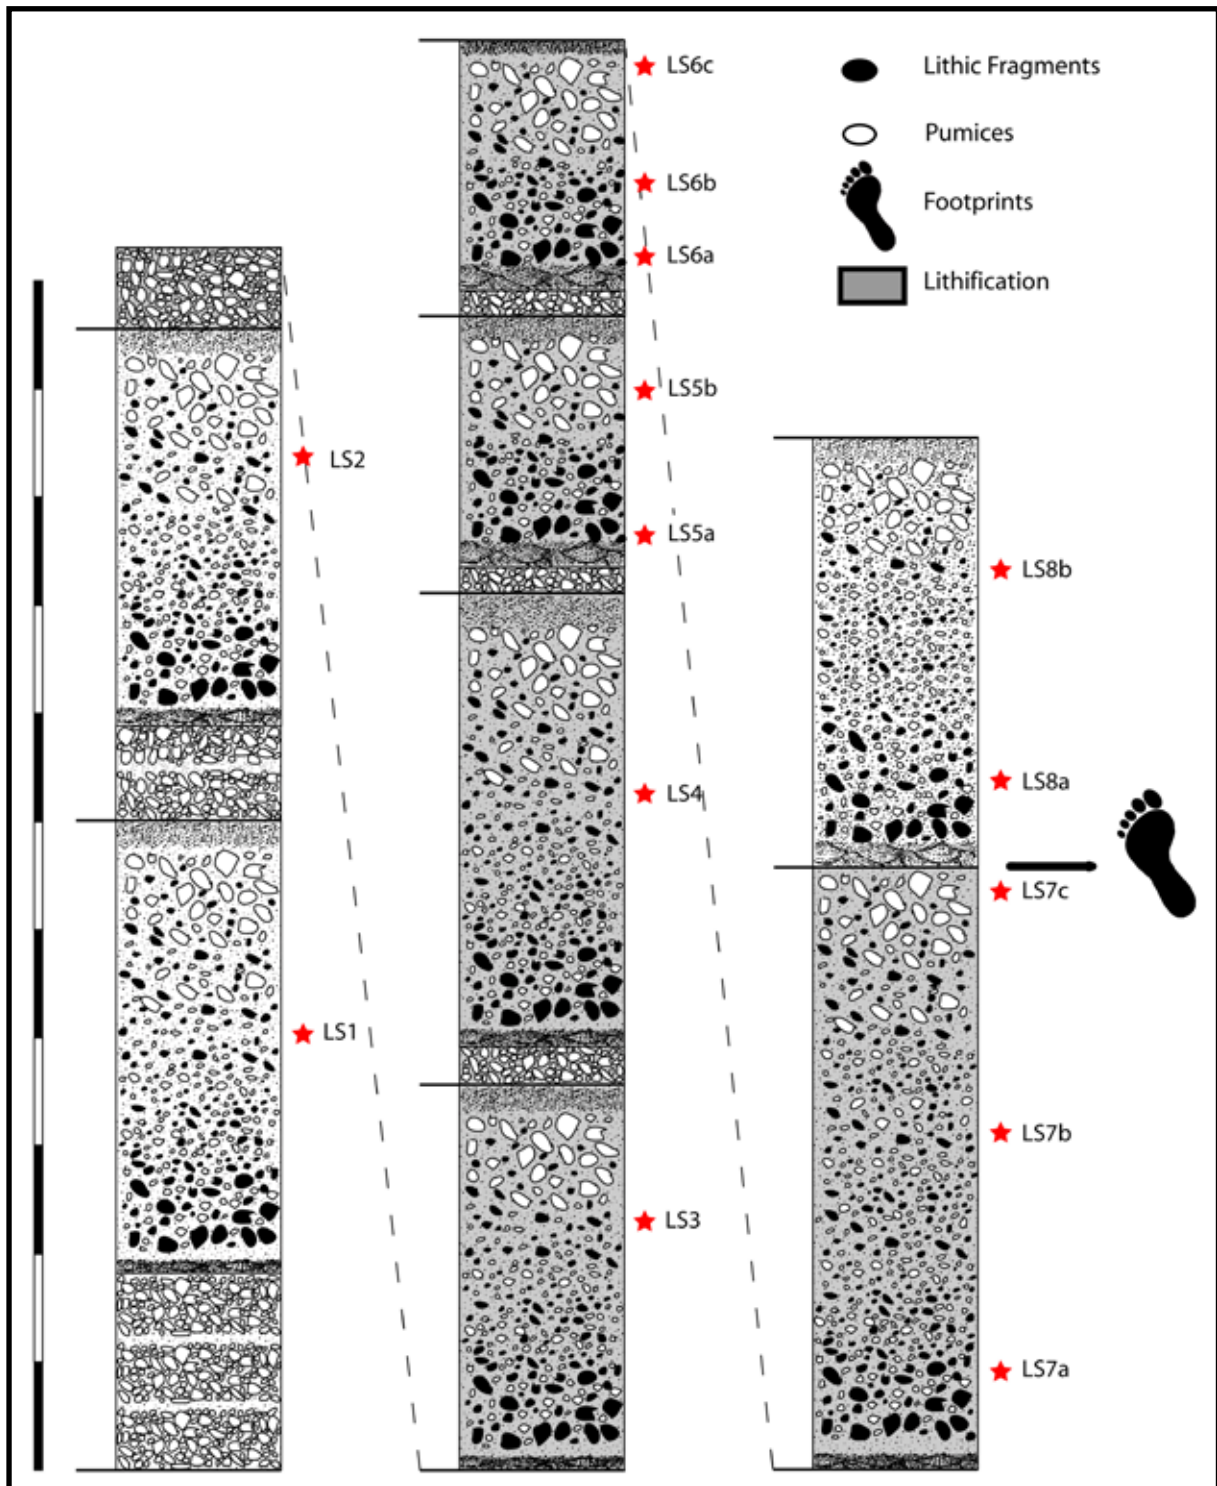 LS6c
Lithic Fragments
Pumices
LS6b
Footprints
LS6a
Lithification
LS5b
LS2
LS5a
LS8b
LS8a
LS4
LS7c
LS1
LS7b
LS3
LS7a